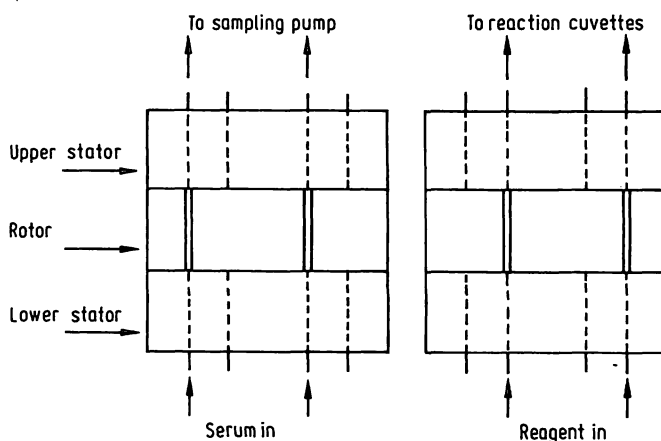 To sampling pump
To reaction cuvettes
Upper stator
Rotor
Lower stator
Serum in
Reagent in